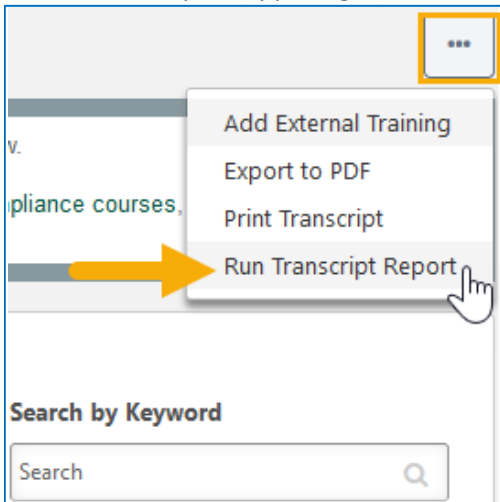 ...
Add External Training
v.
Export to PDF
pliance courses,
Print Transcript
Run Transcript Report
Search by Keyword
Search